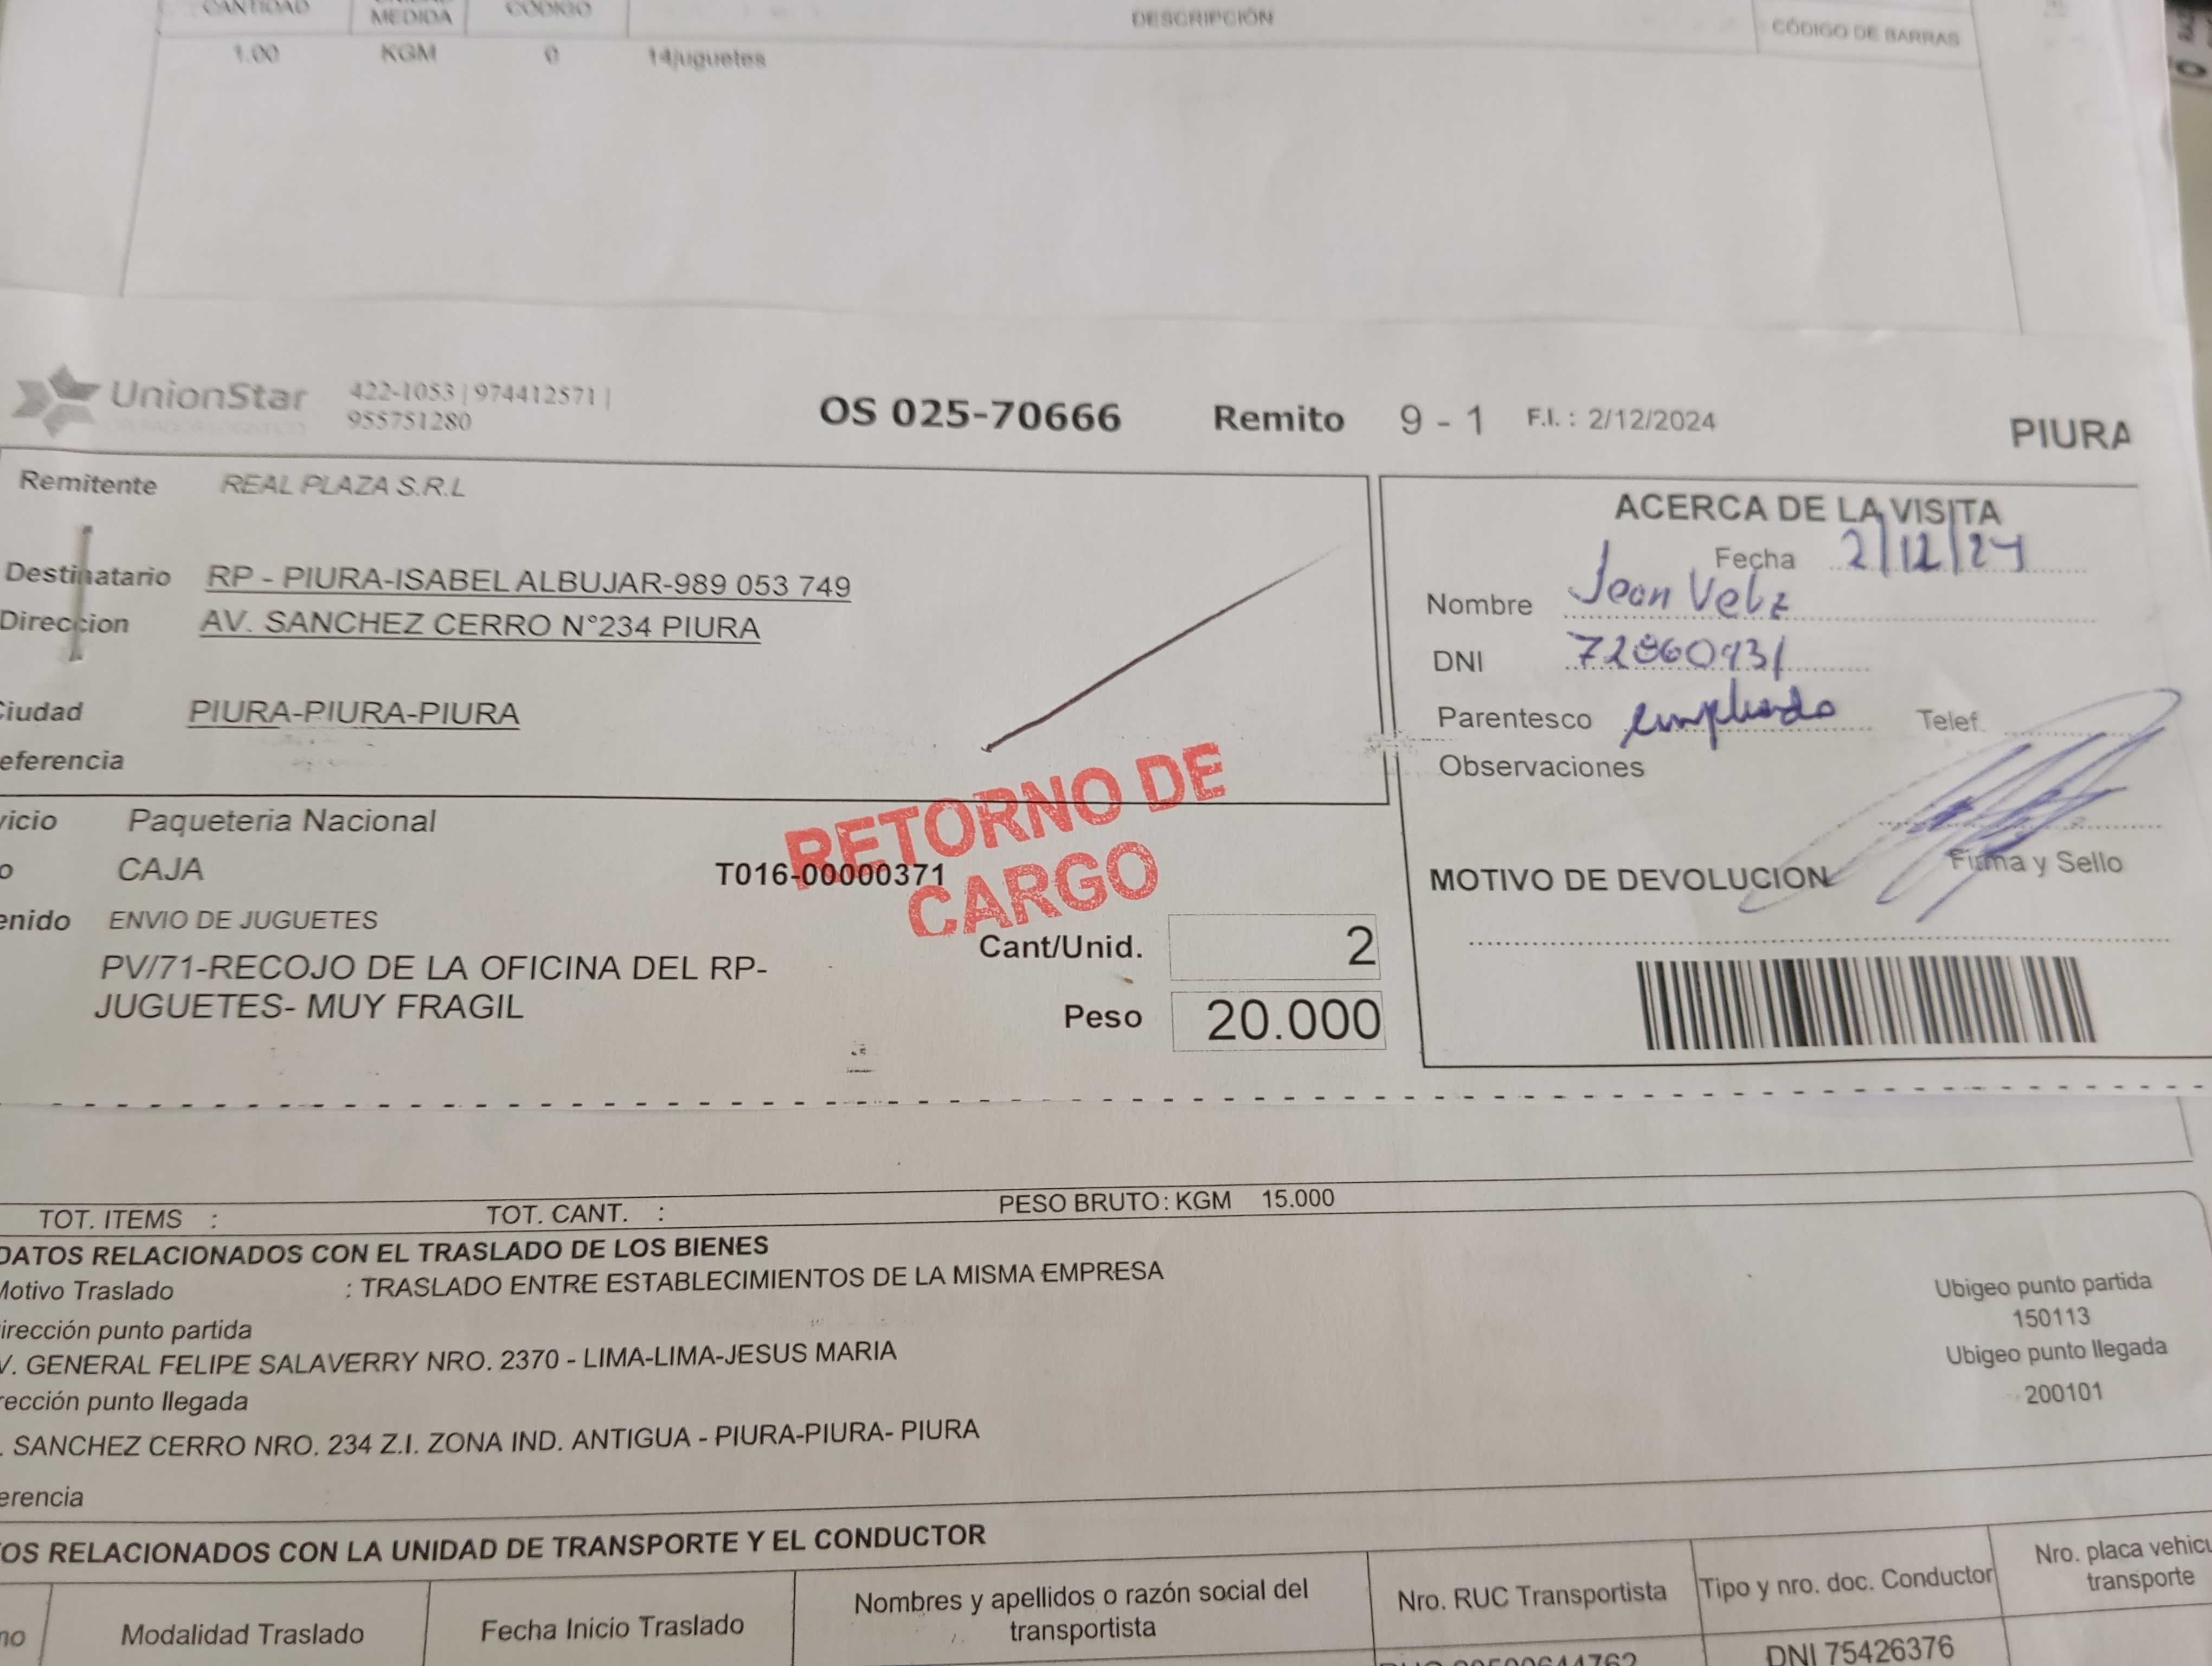 CANTIDAD MEDIDA CÓDIGO DESCRIPCIÓN CÓDIGO DE BARRAS
1.00 KGM 0 14juguetes
UnionStar 422-1053 | 974412571 |
955751280
OS 025-70666 Remito 9 - 1 F.I. : 2/12/2024 PIURA
Remitente REAL PLAZA S.R.L
Destinatario RP - PIURA-ISABEL ALBUJAR-989 053 749
Direccion AV. SANCHEZ CERRO N°234 PIURA
Ciudad PIURA-PIURA-PIURA
eferencia
ACERCA DE LA VISITA
Fecha 2/12/24
Nombre Jean Veliz
DNI
Parentesco empleado Telef.
Observaciones
Firma y Sello
MOTIVO DE DEVOLUCION
vicio Paqueteria Nacional
o CAJA T016-00000371
RETORNO DE
CARGO
enido ENVIO DE JUGUETES
Cant/Unid. 2
PV/71-RECOJO DE LA OFICINA DEL RP-
JUGUETES- MUY FRAGIL
Peso 20.000
TOT. ITEMS : TOT. CANT. : PESO BRUTO: KGM 15.000
DATOS RELACIONADOS CON EL TRASLADO DE LOS BIENES
Motivo Traslado : TRASLADO ENTRE ESTABLECIMIENTOS DE LA MISMA EMPRESA
Ubigeo punto partida
150113
irección punto partida
V. GENERAL FELIPE SALAVERRY NRO. 2370 - LIMA-LIMA-JESUS MARIA
Ubigeo punto llegada
200101
rección punto llegada
. SANCHEZ CERRO NRO. 234 Z.I. ZONA IND. ANTIGUA - PIURA-PIURA- PIURA
erencia
OS RELACIONADOS CON LA UNIDAD DE TRANSPORTE Y EL CONDUCTOR
no Modalidad Traslado Fecha Inicio Traslado Nombres y apellidos o razón social del
transportista
Nro. RUC Transportista Tipo y nro. doc. Conductor Nro. placa vehicu
transporte
DNI 75426376